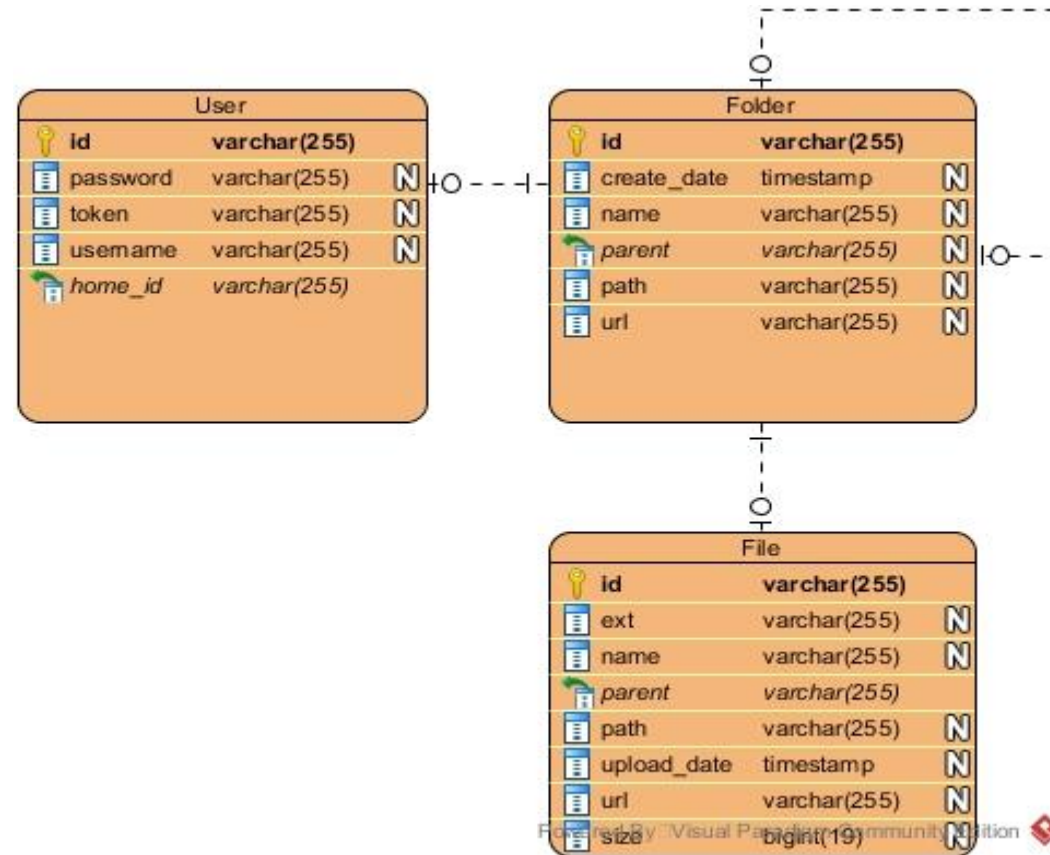 User
id varchar(255)
password varchar(255) N
token varchar(255) N
username varchar(255) N
home_id varchar(255)
Folder
id varchar(255)
create_date timestamp N
name varchar(255) N
parent varchar(255) N
path varchar(255) N
url varchar(255) N
File
id varchar(255)
ext varchar(255) N
name varchar(255) N
parent varchar(255)
path varchar(255) N
upload_date timestamp N
url varchar(255) N
size bigint(19) N
Powered By Visual Paradigm Community Edition